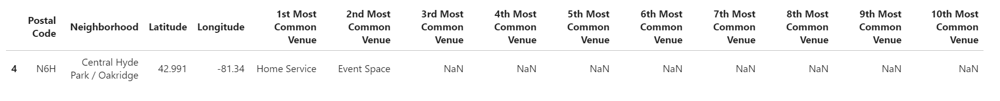 Postal Code Neighborhood Latitude Longitude 1st Most Common Venue 2nd Most Common Venue 3rd Most Common Venue 4th Most Common Venue 5th Most Common Venue 6th Most Common Venue 7th Most Common Venue 8th Most Common Venue 9th Most Common Venue 10th Most Common Venue
4 N6H Central Hyde Park / Oakridge 42.991 -81.34 Home Service Event Space NaN NaN NaN NaN NaN NaN NaN NaN